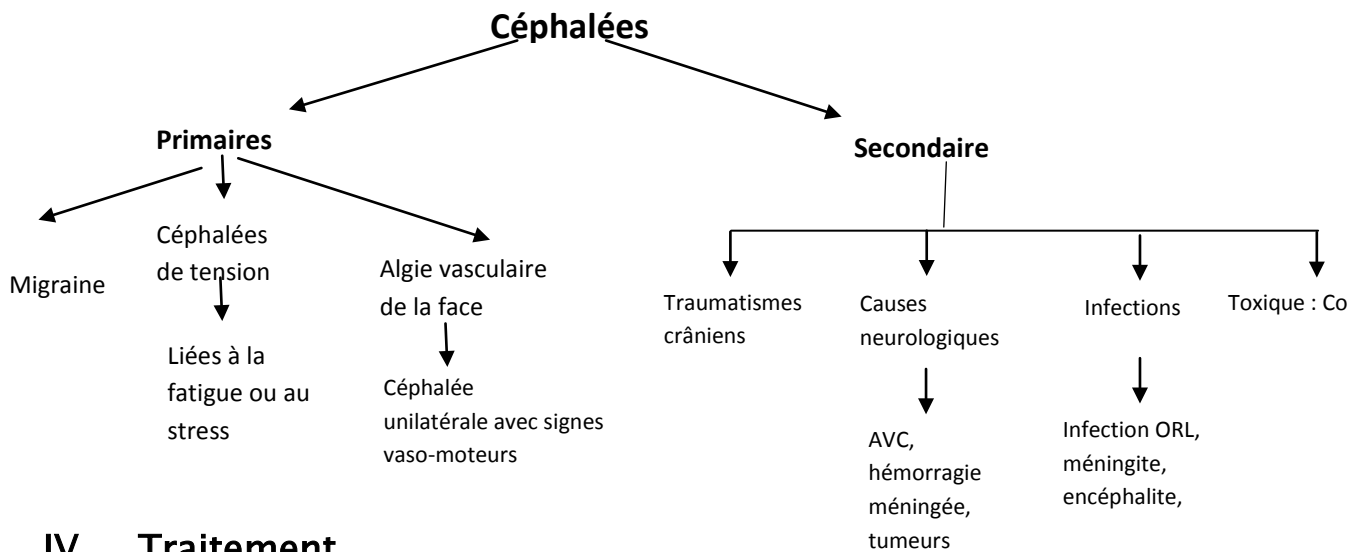 Céphalées
Primaires
Secondaire
Migraine
Céphalées
de tension
Liées à la
fatigue ou au
stress
Algie vasculaire
de la face
Céphalée
unilatérale avec signes
vaso-moteurs
Traumatismes
crâniens
Causes
neurologiques
AVC,
hémorragie
méningée,
tumeurs
Infections
Infection ORL,
méningite,
encéphalite,
Toxique : Co
IV Traitement